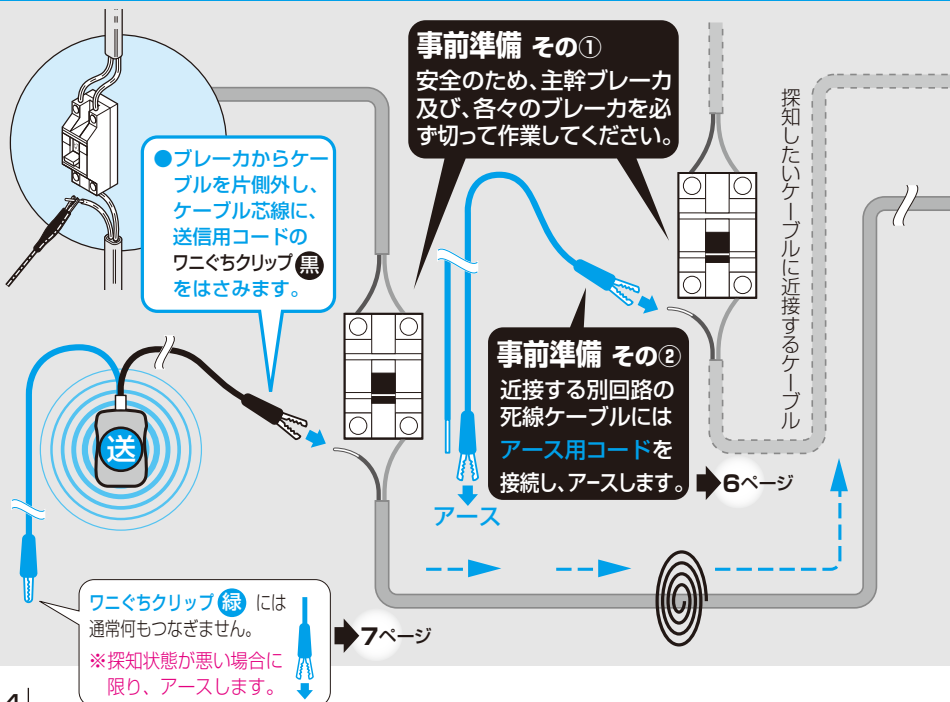 事前準備 その①
安全のため、主幹ブレーカ
及び、各々のブレーカを必
ず切って作業してください。
探知したいケーブルに近接するケーブル
●ブレーカからケー
ブルを片側外し、
ケーブル芯線に、
送信用コードの
ワニぐちクリップ黒
をはさみます。
事前準備 その②
近接する別回路の
死線ケーブルには
アース用コードを
接続し、アースします。
➡6ページ
送
アース
ワニぐちクリップ緑 には
通常何もつなぎません。
※探知状態が悪い場合に
限り、アースします。
➡7ページ
4